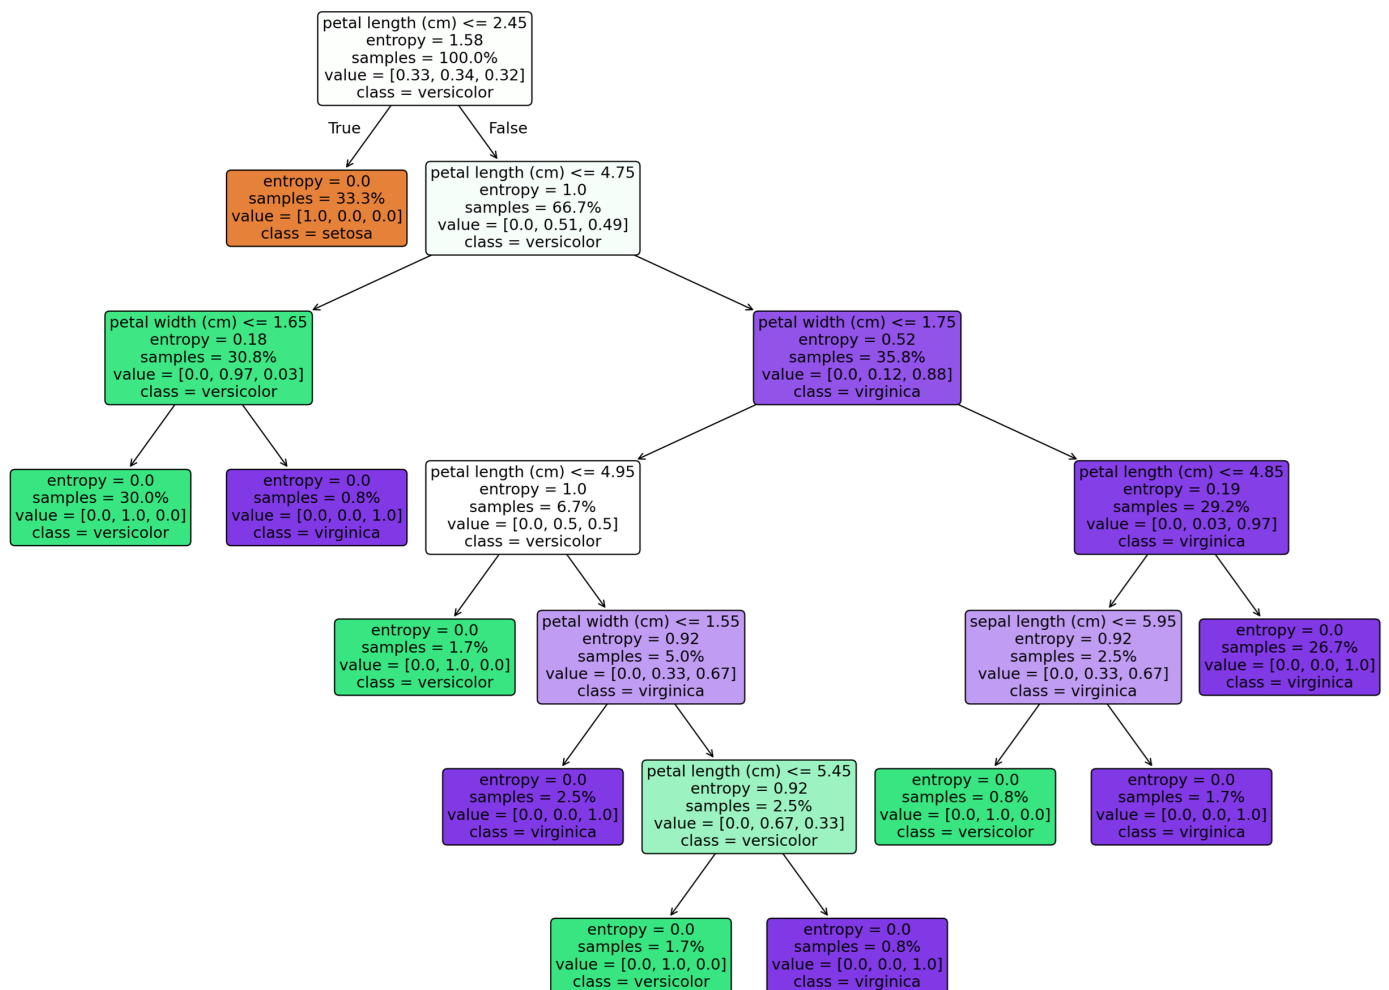 petal length (cm) <= 2.45
entropy = 1.58
samples = 100.0%
value = [0.33, 0.34, 0.32]
class = versicolor
True
False
entropy = 0.0
samples = 33.3%
value = [1.0, 0.0, 0.0]
class = setosa
petal length (cm) <= 4.75
entropy = 1.0
samples = 66.7%
value = [0.0, 0.51, 0.49]
class = versicolor
petal width (cm) <= 1.65
entropy = 0.18
samples = 30.8%
value = [0.0, 0.97, 0.03]
class = versicolor
petal width (cm) <= 1.75
entropy = 0.52
samples = 35.8%
value = [0.0, 0.12, 0.88]
class = virginica
entropy = 0.0
samples = 30.0%
value = [0.0, 1.0, 0.0]
class = versicolor
entropy = 0.0
samples = 0.8%
value = [0.0, 0.0, 1.0]
class = virginica
petal length (cm) <= 4.95
entropy = 1.0
samples = 6.7%
value = [0.0, 0.5, 0.5]
class = versicolor
petal length (cm) <= 4.85
entropy = 0.19
samples = 29.2%
value = [0.0, 0.03, 0.97]
class = virginica
entropy = 0.0
samples = 1.7%
value = [0.0, 1.0, 0.0]
class = versicolor
petal width (cm) <= 1.55
entropy = 0.92
samples = 5.0%
value = [0.0, 0.33, 0.67]
class = virginica
sepal length (cm) <= 5.95
entropy = 0.92
samples = 2.5%
value = [0.0, 0.33, 0.67]
class = virginica
entropy = 0.0
samples = 26.7%
value = [0.0, 0.0, 1.0]
class = virginica
entropy = 0.0
samples = 2.5%
value = [0.0, 0.0, 1.0]
class = virginica
petal length (cm) <= 5.45
entropy = 0.92
samples = 2.5%
value = [0.0, 0.67, 0.33]
class = versicolor
entropy = 0.0
samples = 0.8%
value = [0.0, 1.0, 0.0]
class = versicolor
entropy = 0.0
samples = 1.7%
value = [0.0, 0.0, 1.0]
class = virginica
entropy = 0.0
samples = 1.7%
value = [0.0, 1.0, 0.0]
class = versicolor
entropy = 0.0
samples = 0.8%
value = [0.0, 0.0, 1.0]
class = virginica